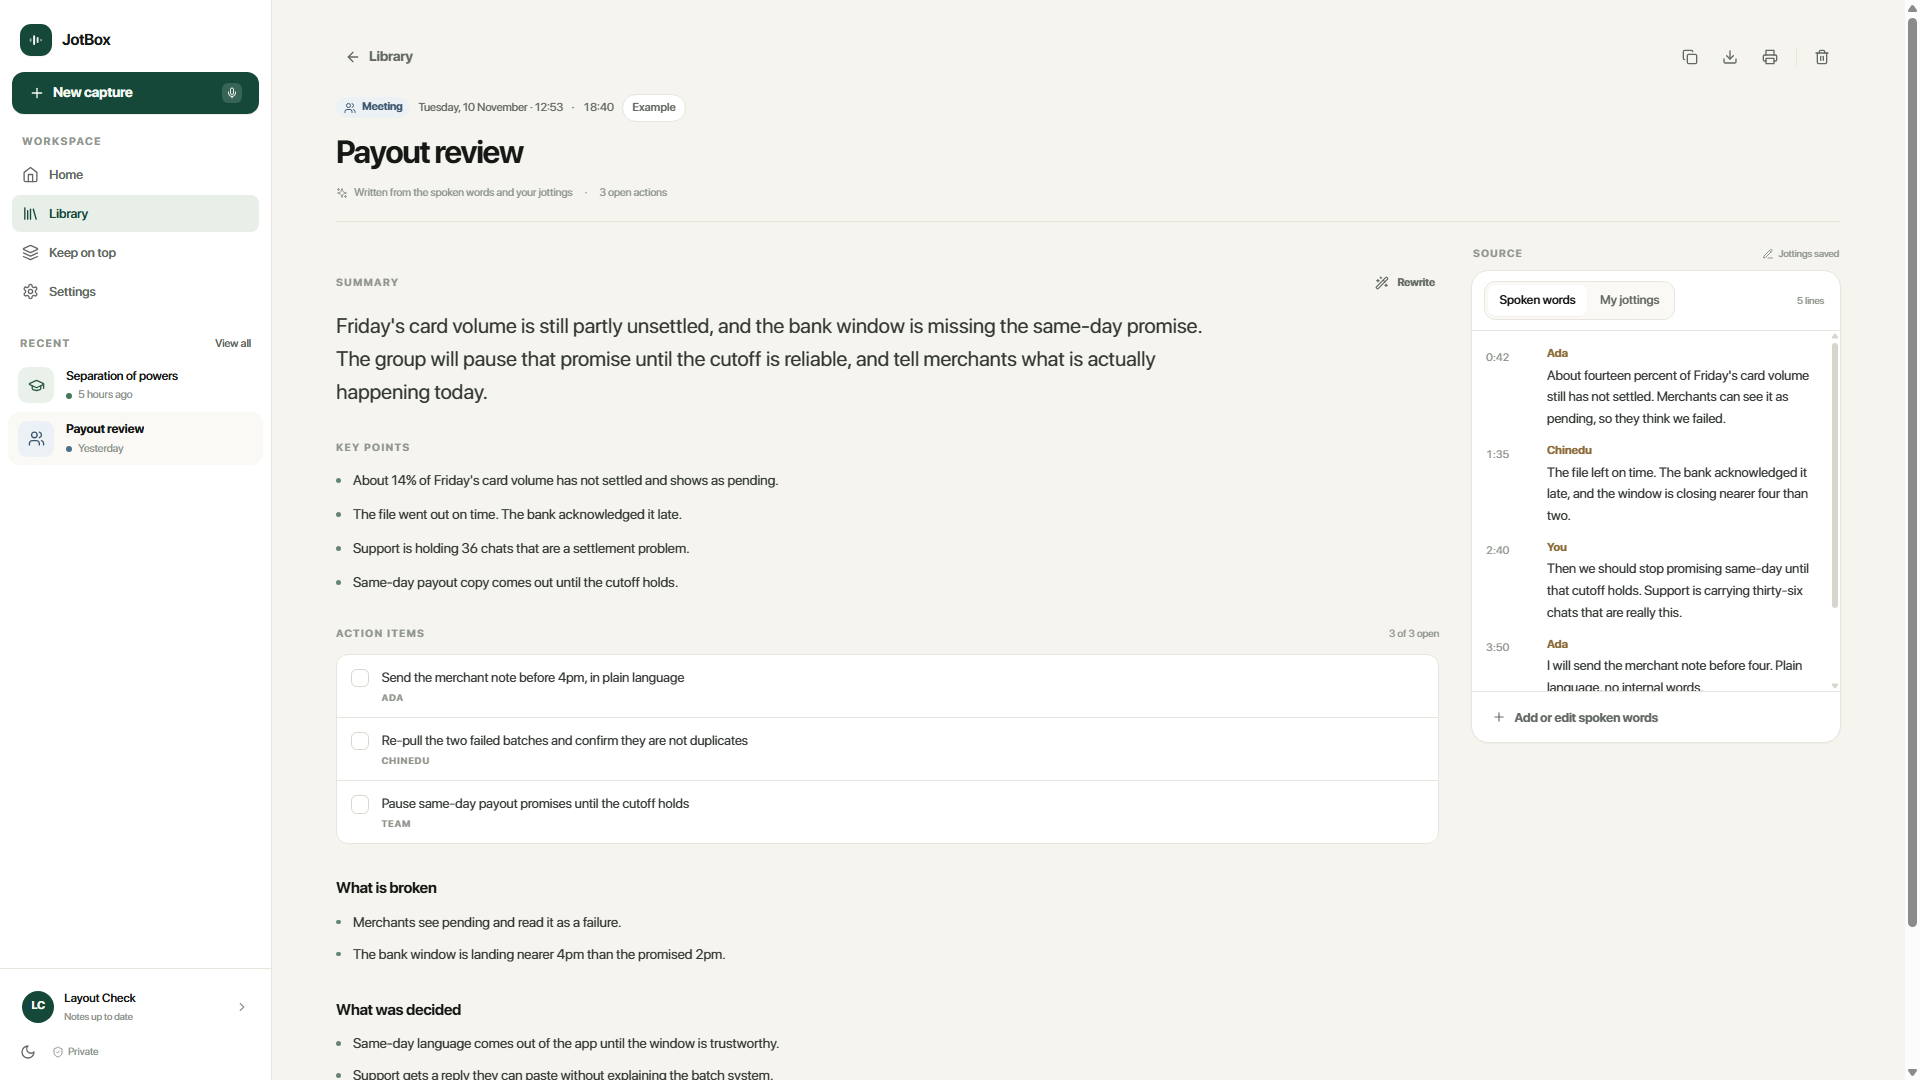 JotBox
New capture
WORKSPACE
Home
Library
Keep on top
Settings
RECENT
View all
Separation of powers
5 hours ago
Payout review
Yesterday
LC
Layout Check
Notes up to date
Private
Library
Meeting
Tuesday, 10 November · 12:53 · 18:40
Example
Payout review
Written from the spoken words and your jottings · 3 open actions
SUMMARY
Rewrite
Friday's card volume is still partly unsettled, and the bank window is missing the same-day promise.
The group will pause that promise until the cutoff is reliable, and tell merchants what is actually
happening today.
KEY POINTS
• About 14% of Friday's card volume has not settled and shows as pending.
• The file went out on time. The bank acknowledged it late.
• Support is holding 36 chats that are a settlement problem.
• Same-day payout copy comes out until the cutoff holds.
ACTION ITEMS
3 of 3 open
Send the merchant note before 4pm, in plain language
ADA
Re-pull the two failed batches and confirm they are not duplicates
CHINEDU
Pause same-day payout promises until the cutoff holds
TEAM
What is broken
• Merchants see pending and read it as a failure.
• The bank window is landing nearer 4pm than the promised 2pm.
What was decided
• Same-day language comes out of the app until the window is trustworthy.
• Support gets a reply they can paste without explaining the batch system.
SOURCE
Jottings saved
Spoken words
My jottings
5 lines
0:42
Ada
About fourteen percent of Friday's card volume
still has not settled. Merchants can see it as
pending, so they think we failed.
1:35
Chinedu
The file left on time. The bank acknowledged it
late, and the window is closing nearer four than
two.
2:40
You
Then we should stop promising same-day until
that cutoff holds. Support is carrying thirty-six
chats that are really this.
3:50
Ada
I will send the merchant note before four. Plain
language, no internal words.
Add or edit spoken words